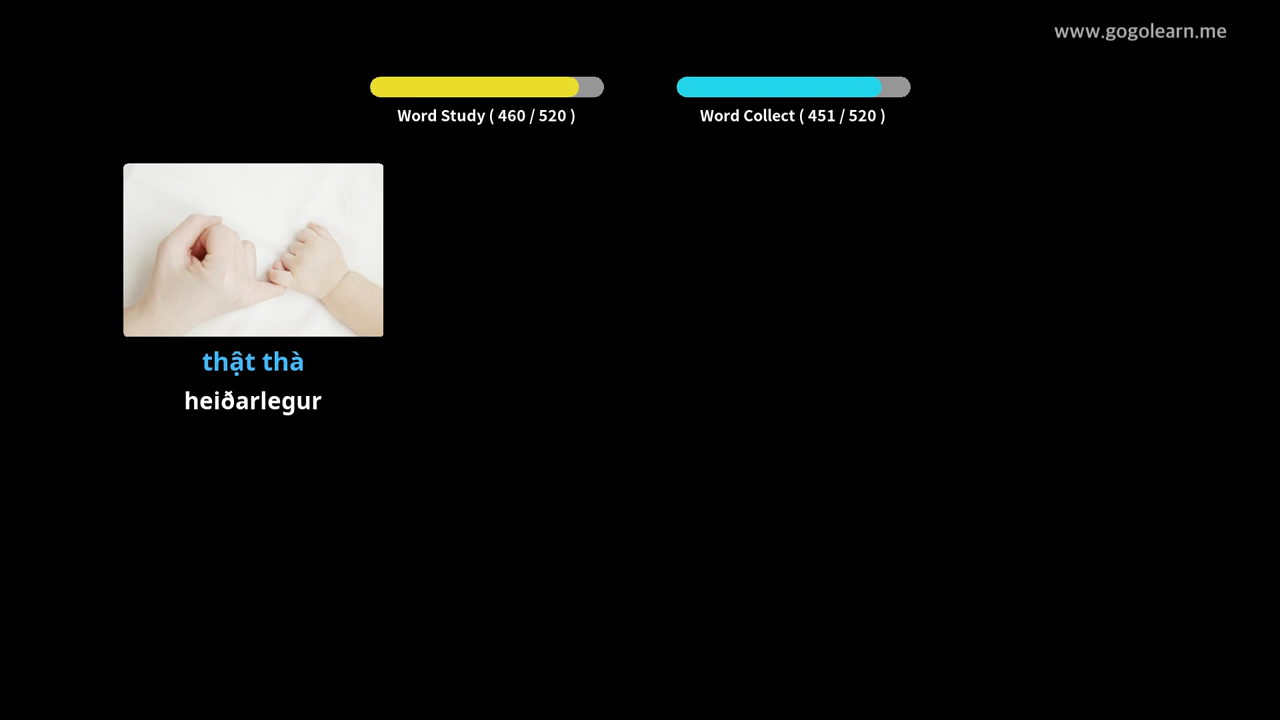 www.gogolearn.me
Word Study ( 460 / 520 )
Word Collect ( 451 / 520 )
thật thà
heiðarlegur